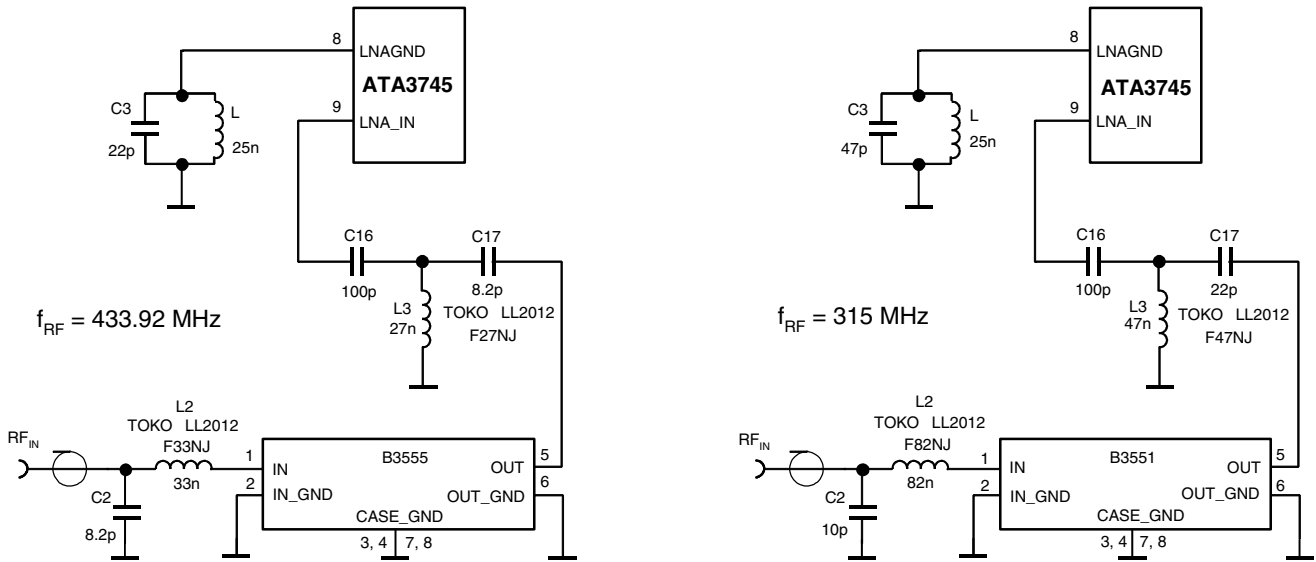 8
LNAGND
ATA3745
C3
22p
L
25n
9
LNA_IN
C16
100p
C17
8.2p
L3
27n
TOKO LL2012
F27NJ
fRF = 433.92 MHz
L2
TOKO LL2012
F33NJ
33n
RFIN
C2
8.2p
1
IN
2
IN_GND
B3555
OUT
5
OUT_GND
6
CASE_GND
3, 4
7, 8
8
LNAGND
ATA3745
C3
47p
L
25n
9
LNA_IN
C16
100p
C17
22p
L3
47n
TOKO LL2012
F47NJ
fRF = 315 MHz
L2
TOKO LL2012
F82NJ
82n
RFIN
C2
10p
1
IN
2
IN_GND
B3551
OUT
5
OUT_GND
6
CASE_GND
3, 4
7, 8